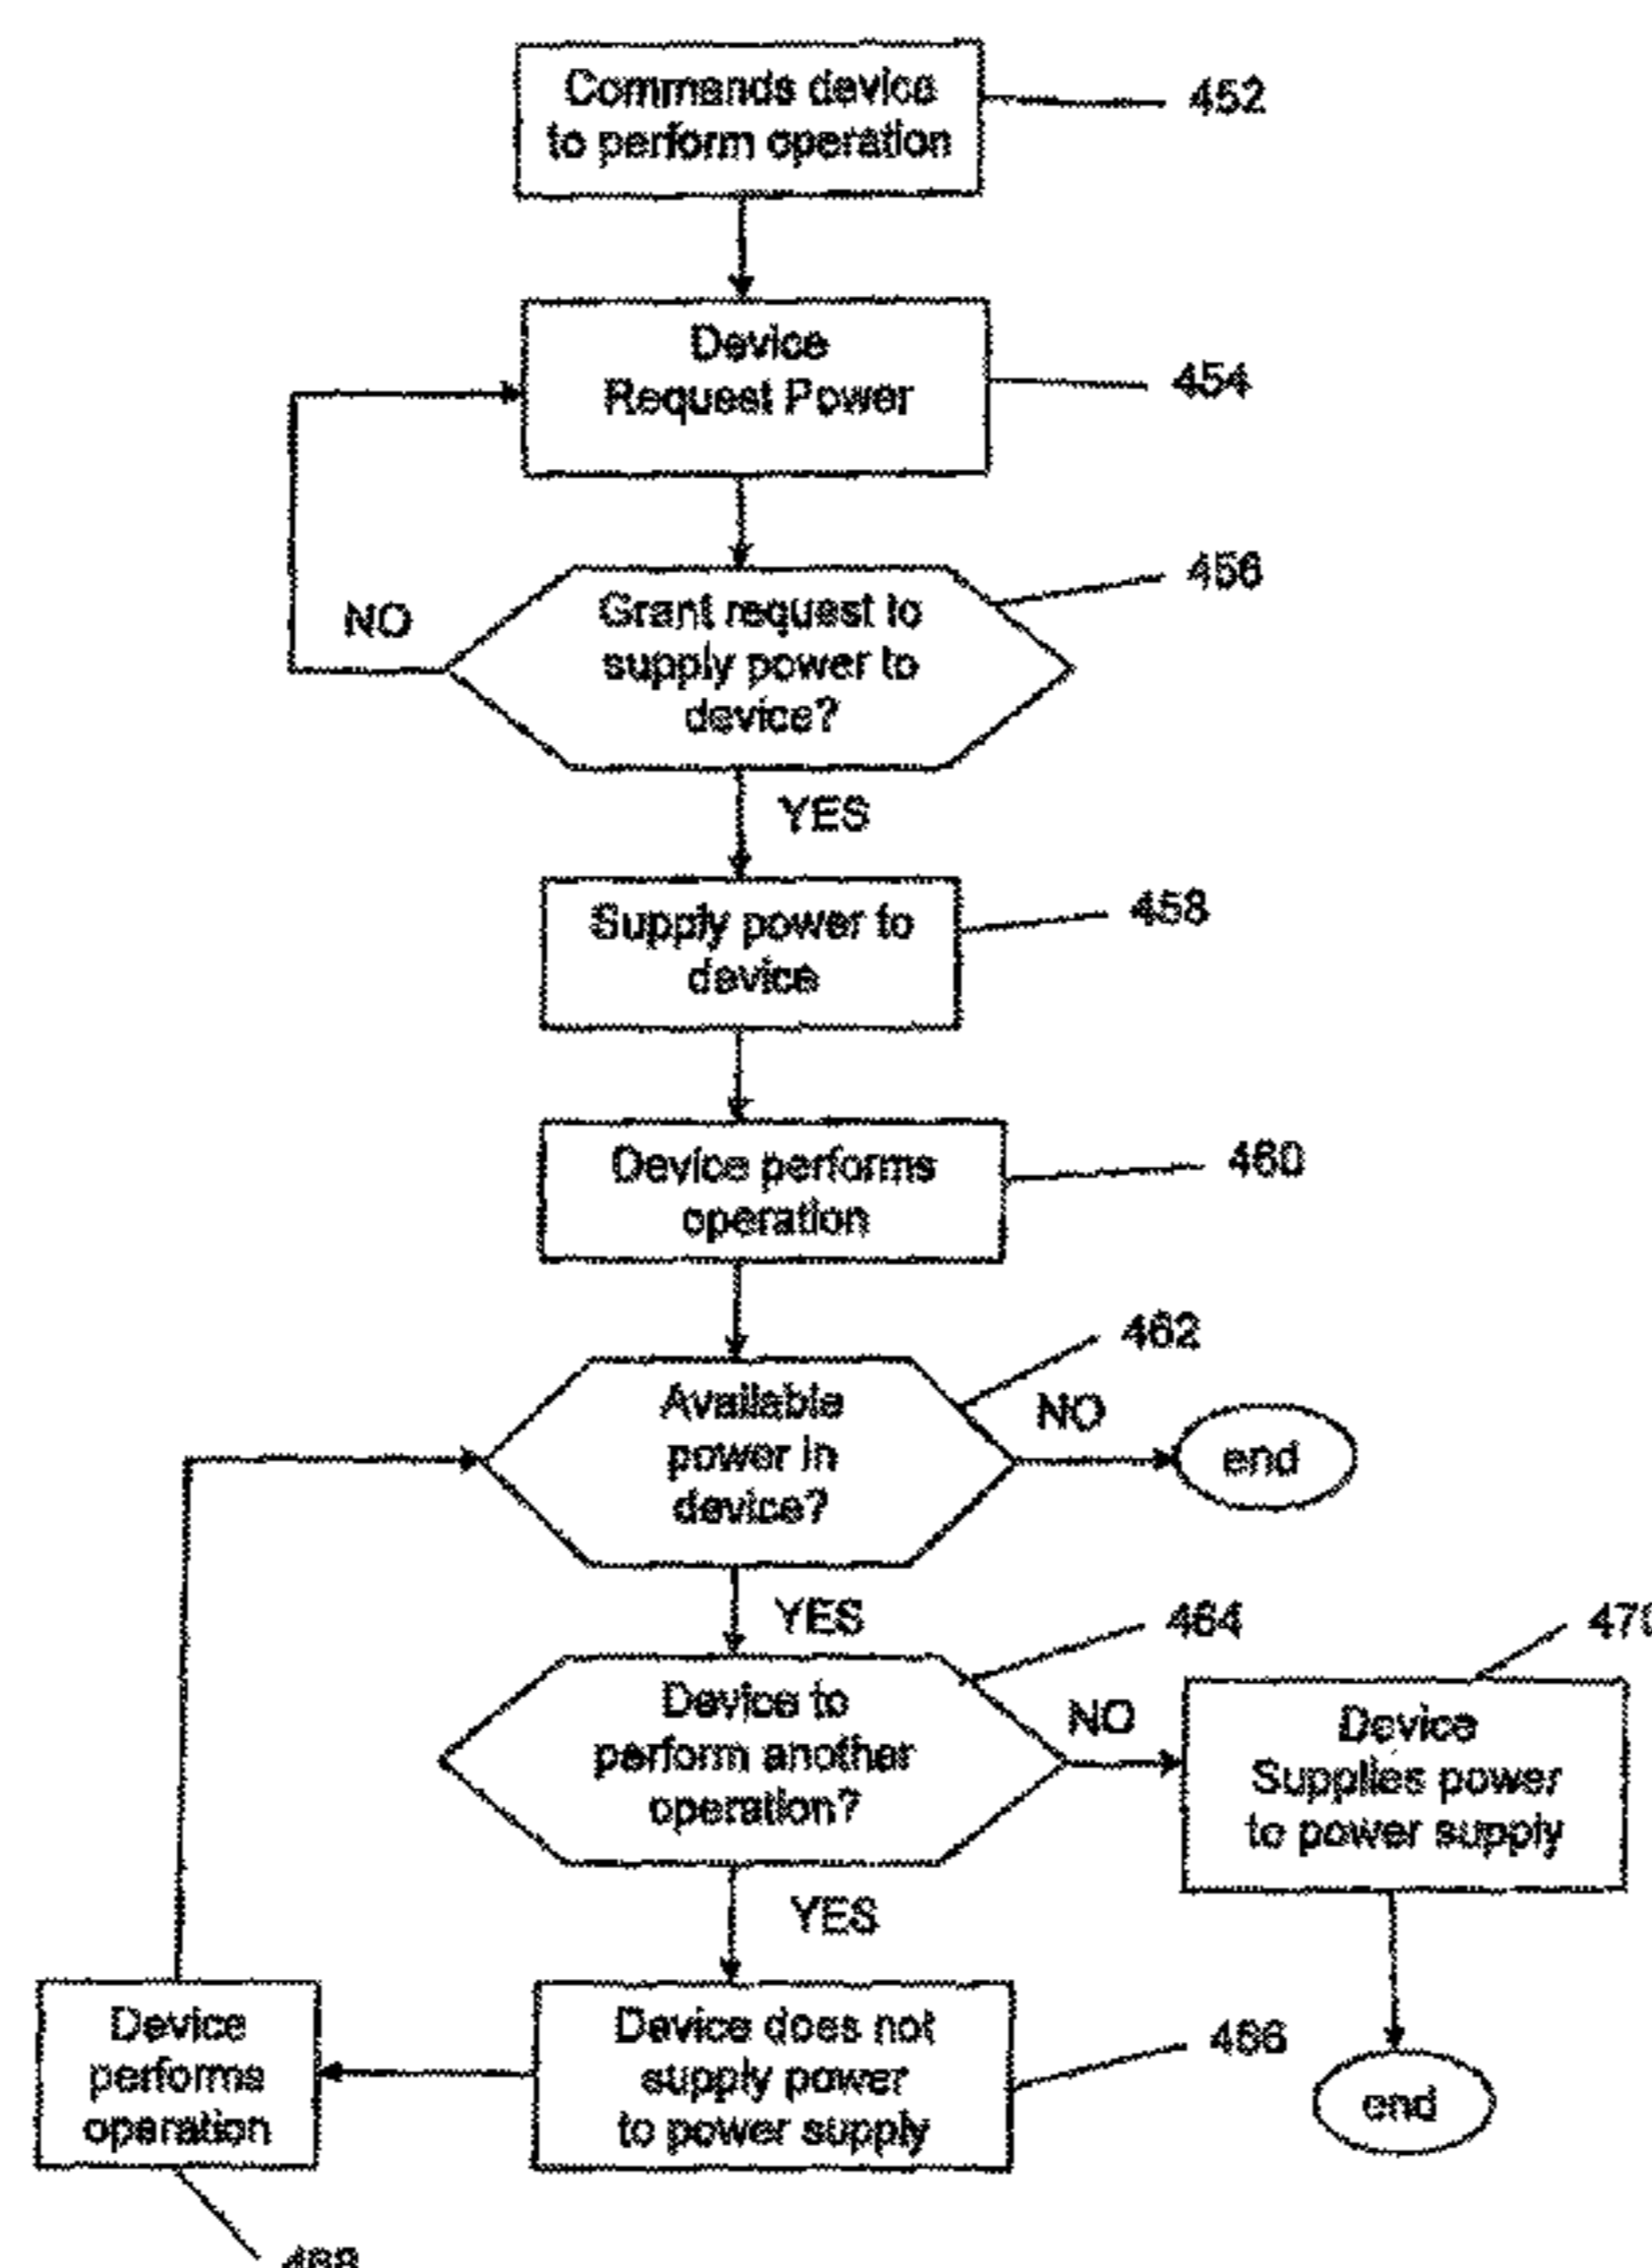 Commands device
to perform operation
452
Device
Request Power
454
456
Grant request to
supply power to
device?
NO
YES
Supply power to
device
458
Device performs
operation
460
462
Available
power in
device?
NO
end
YES
464
470
Device to
perform another
operation?
NO
Device
Supplies power
to power supply
YES
Device
performs
operation
Device does not
supply power
to power supply
466
end
468